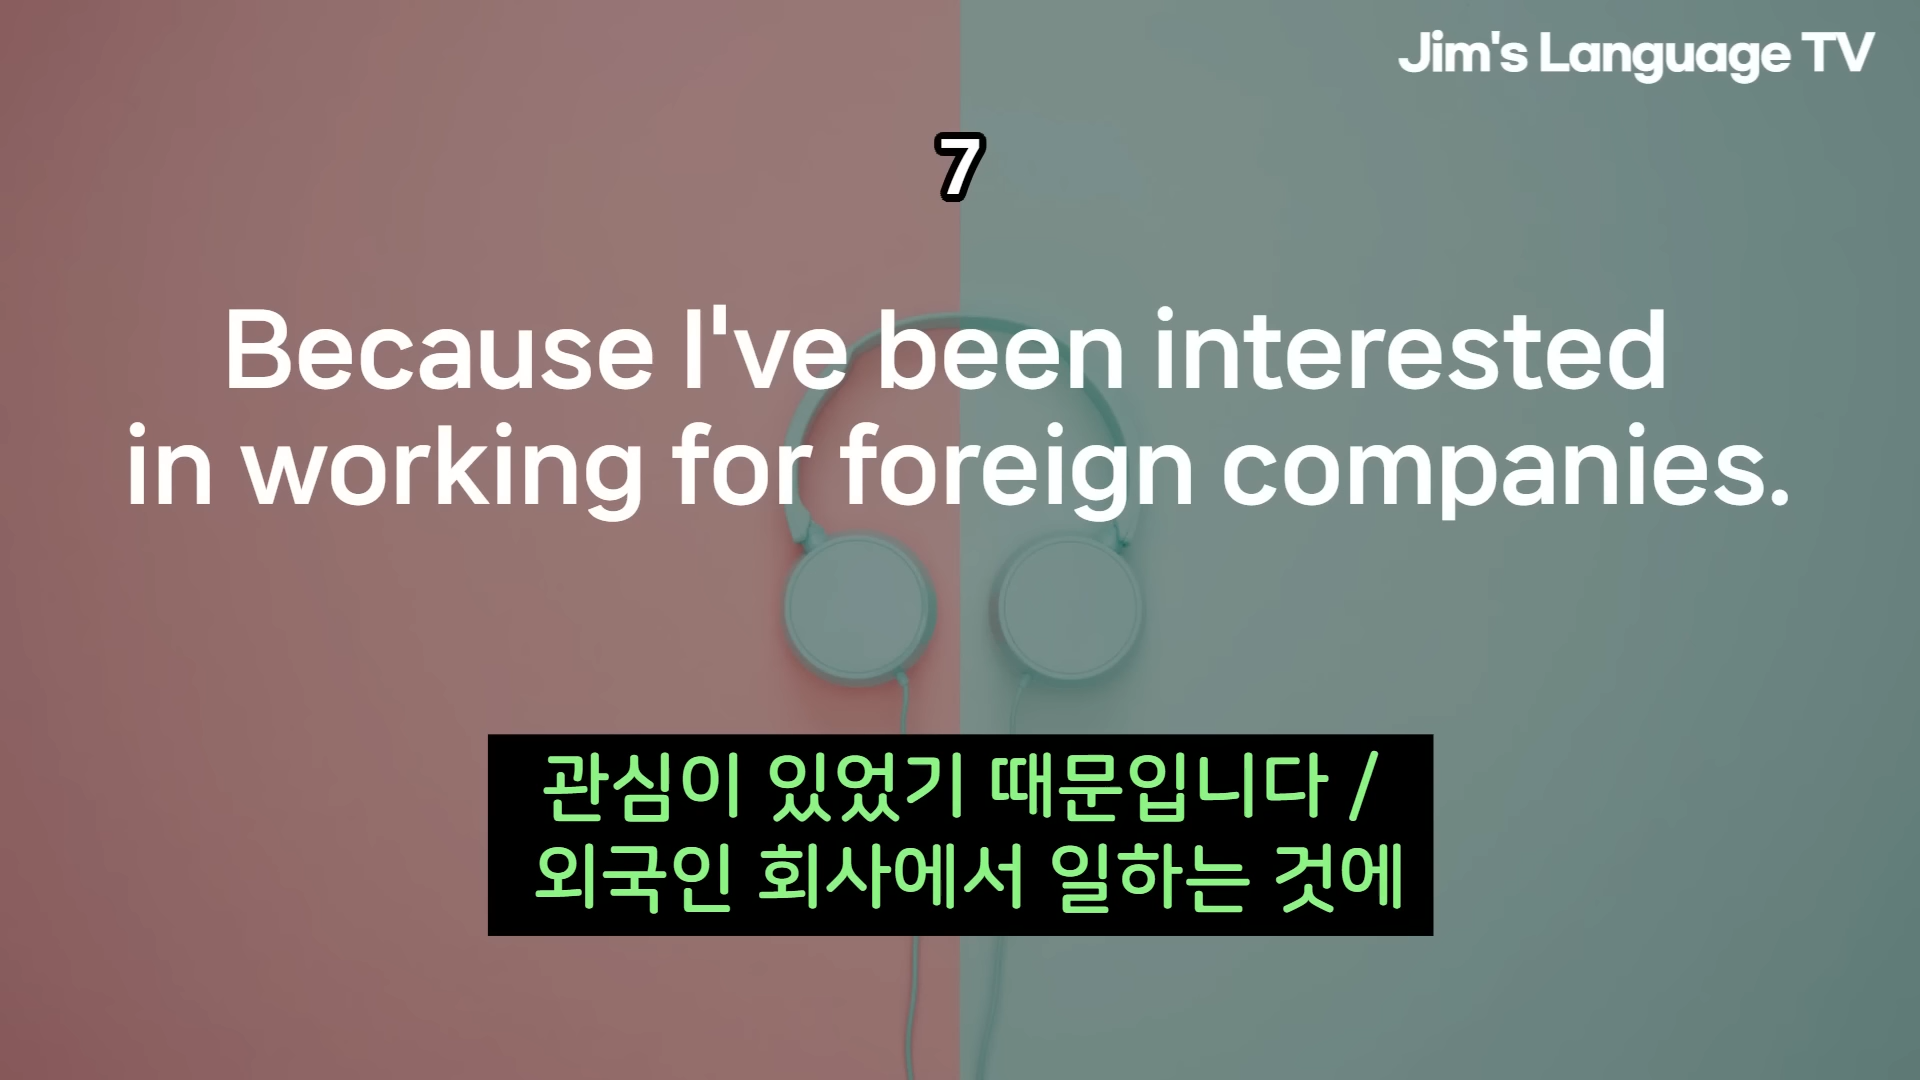 Jim's Language TV
7
Because I've been interested
in working for foreign companies.
관심이 있었기 때문입니다 /
외국인 회사에서 일하는 것에